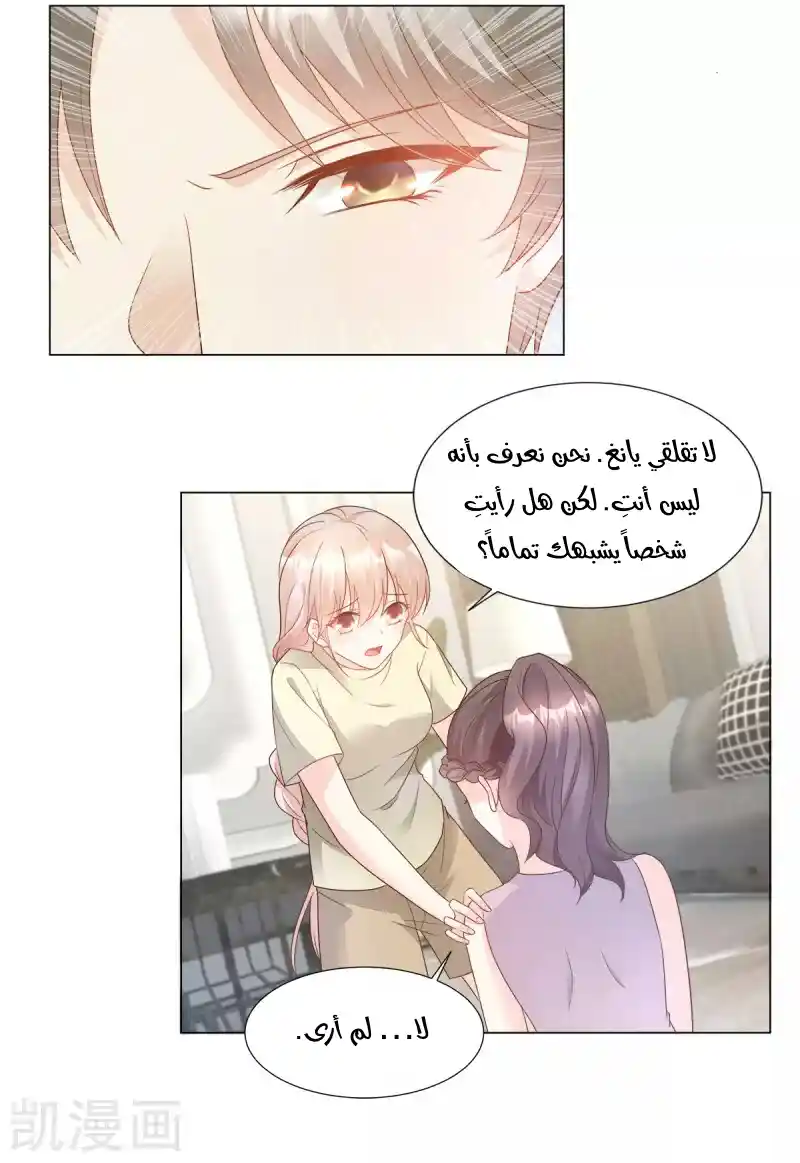 لا تقلقي يانغ. نحن نعرف بأنه
ليس أنتِ. لكن هل رأيتِ
شخصاً يشبهك تماماً؟
لا... لم أرى.
凯漫画